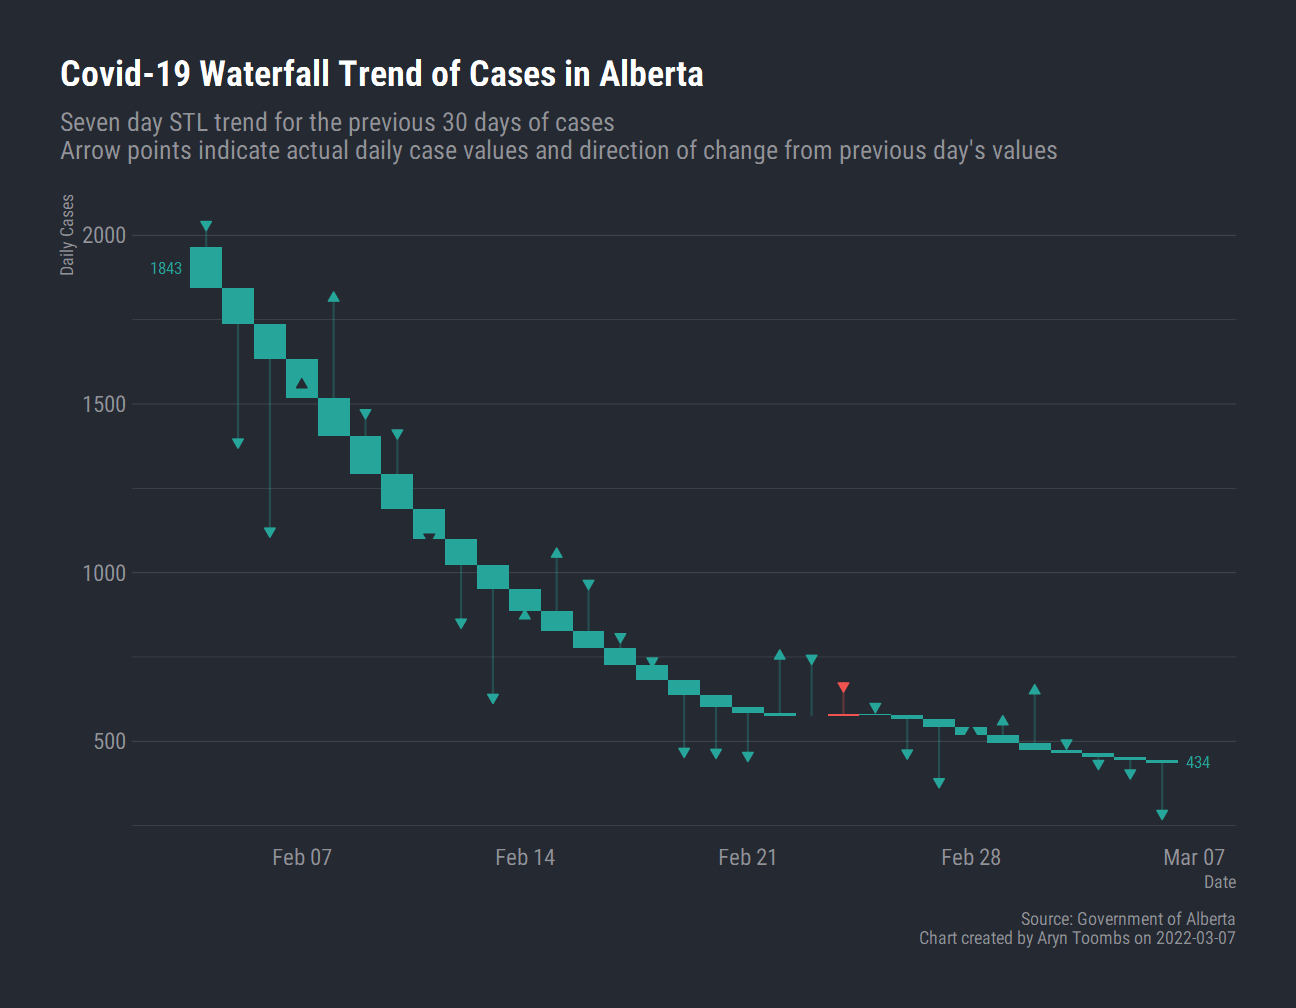 Covid-19 Waterfall Trend of Cases in Alberta
Seven day STL trend for the previous 30 days of cases
Arrow points indicate actual daily case values and direction of change from previous day's values
Daily Cases
2000
1843
1500
1000
500
434
Feb 07
Feb 14
Feb 21
Feb 28
Mar 07
Date
Source: Government of Alberta
Chart created by Aryn Toombs on 2022-03-07